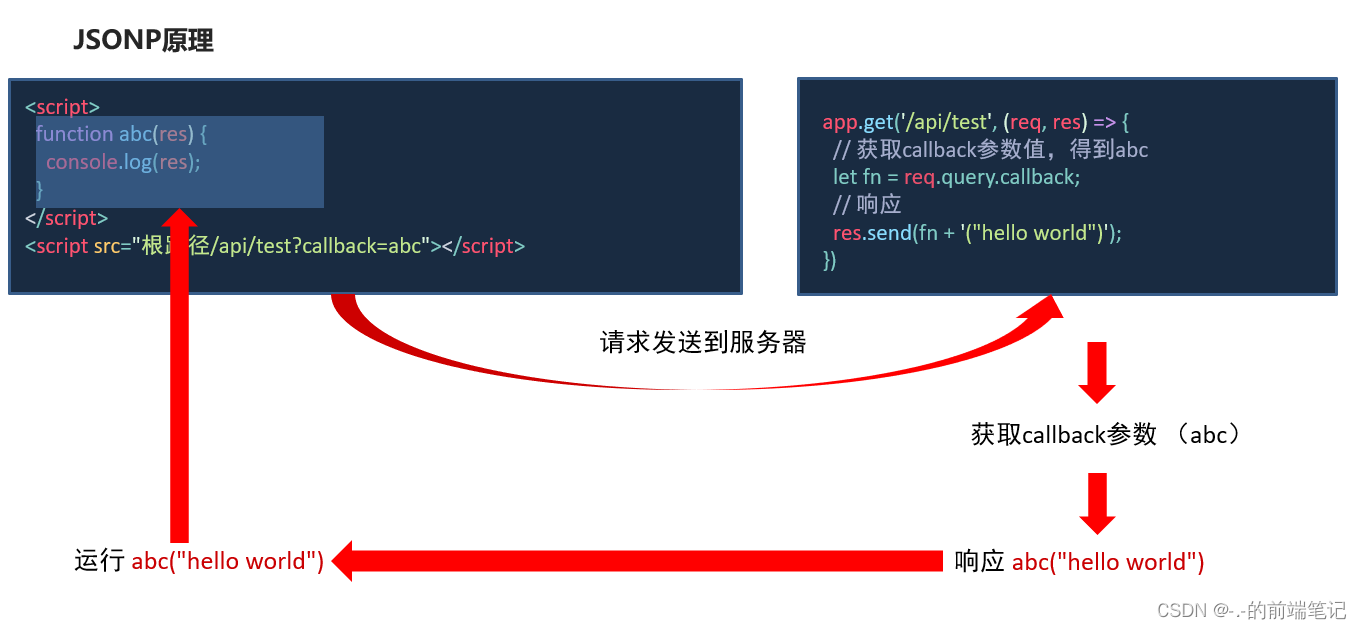 JSONP原理
<script>
function abc(res) {
console.log(res);
}
</script>
<script src="根路径/api/test?callback=abc"></script>
app.get('/api/test', (req, res) => {
// 获取callback参数值，得到abc
let fn = req.query.callback;
// 响应
res.send(fn + '("hello world")');
})
请求发送到服务器
获取callback参数 （abc）
响应 abc("hello world")
运行 abc("hello world")
CSDN @-.-的前端笔记